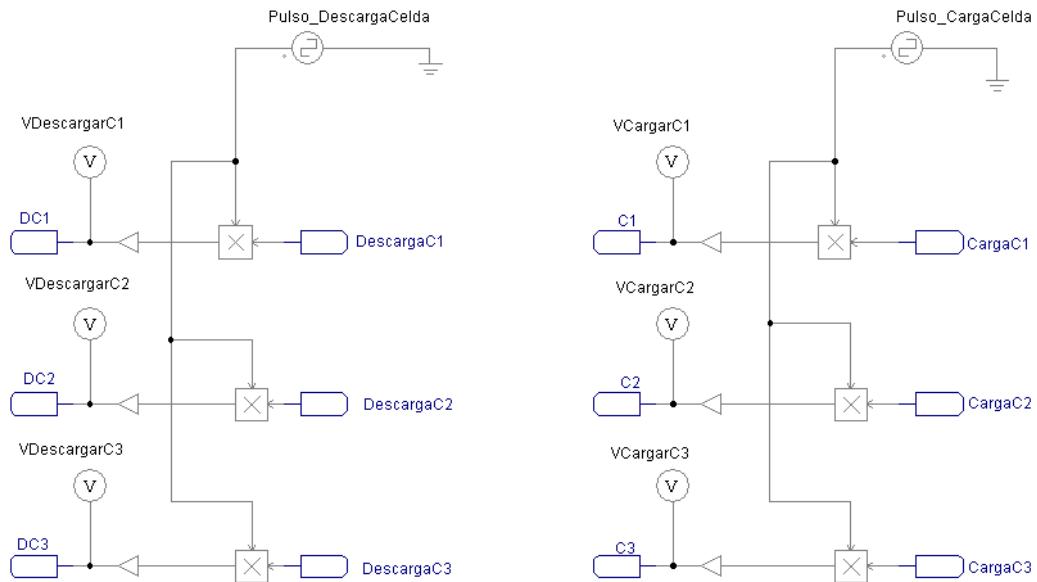 Pulso_DescargaCelda
VDescargarC1
V
DC1
DescargaC1
VDescargarC2
V
DC2
DescargaC2
VDescargarC3
V
DC3
DescargaC3
Pulso_CargaCelda
VCargarC1
V
C1
CargaC1
VCargarC2
V
C2
CargaC2
VCargarC3
V
C3
CargaC3